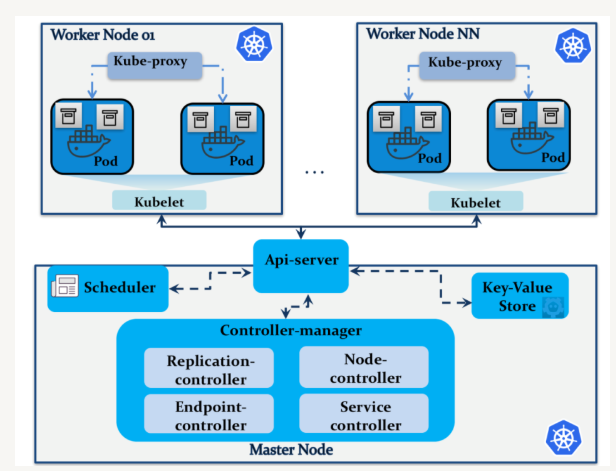 Worker Node 01
Kube-proxy
Pod
Pod
Kubelet
...
Worker Node NN
Kube-proxy
Pod
Pod
Kubelet
Api-server
Scheduler
Key-Value
Store
Controller-manager
Replication-
controller
Node-
controller
Endpoint-
controller
Service
controller
Master Node